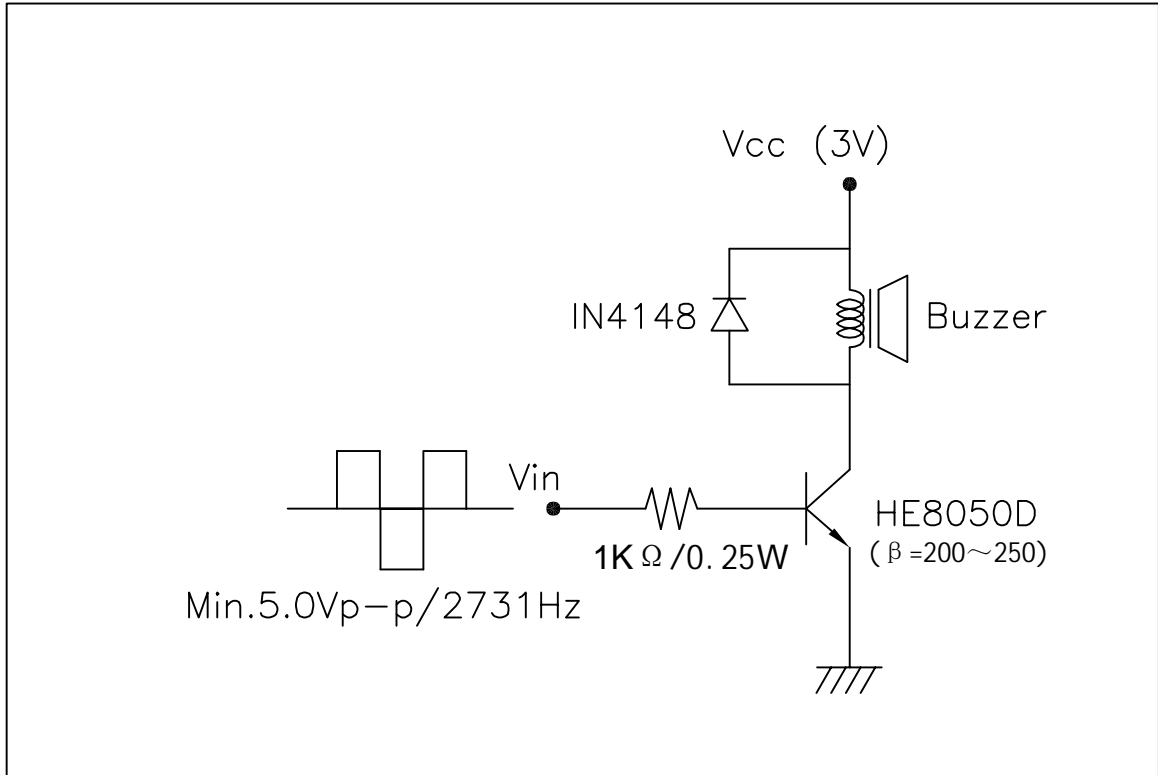 Vcc (3V)
IN4148
Buzzer
Vin
HE8050D
1KΩ/0.25W
(β=200～250)
Min.5.0Vp-p/2731Hz